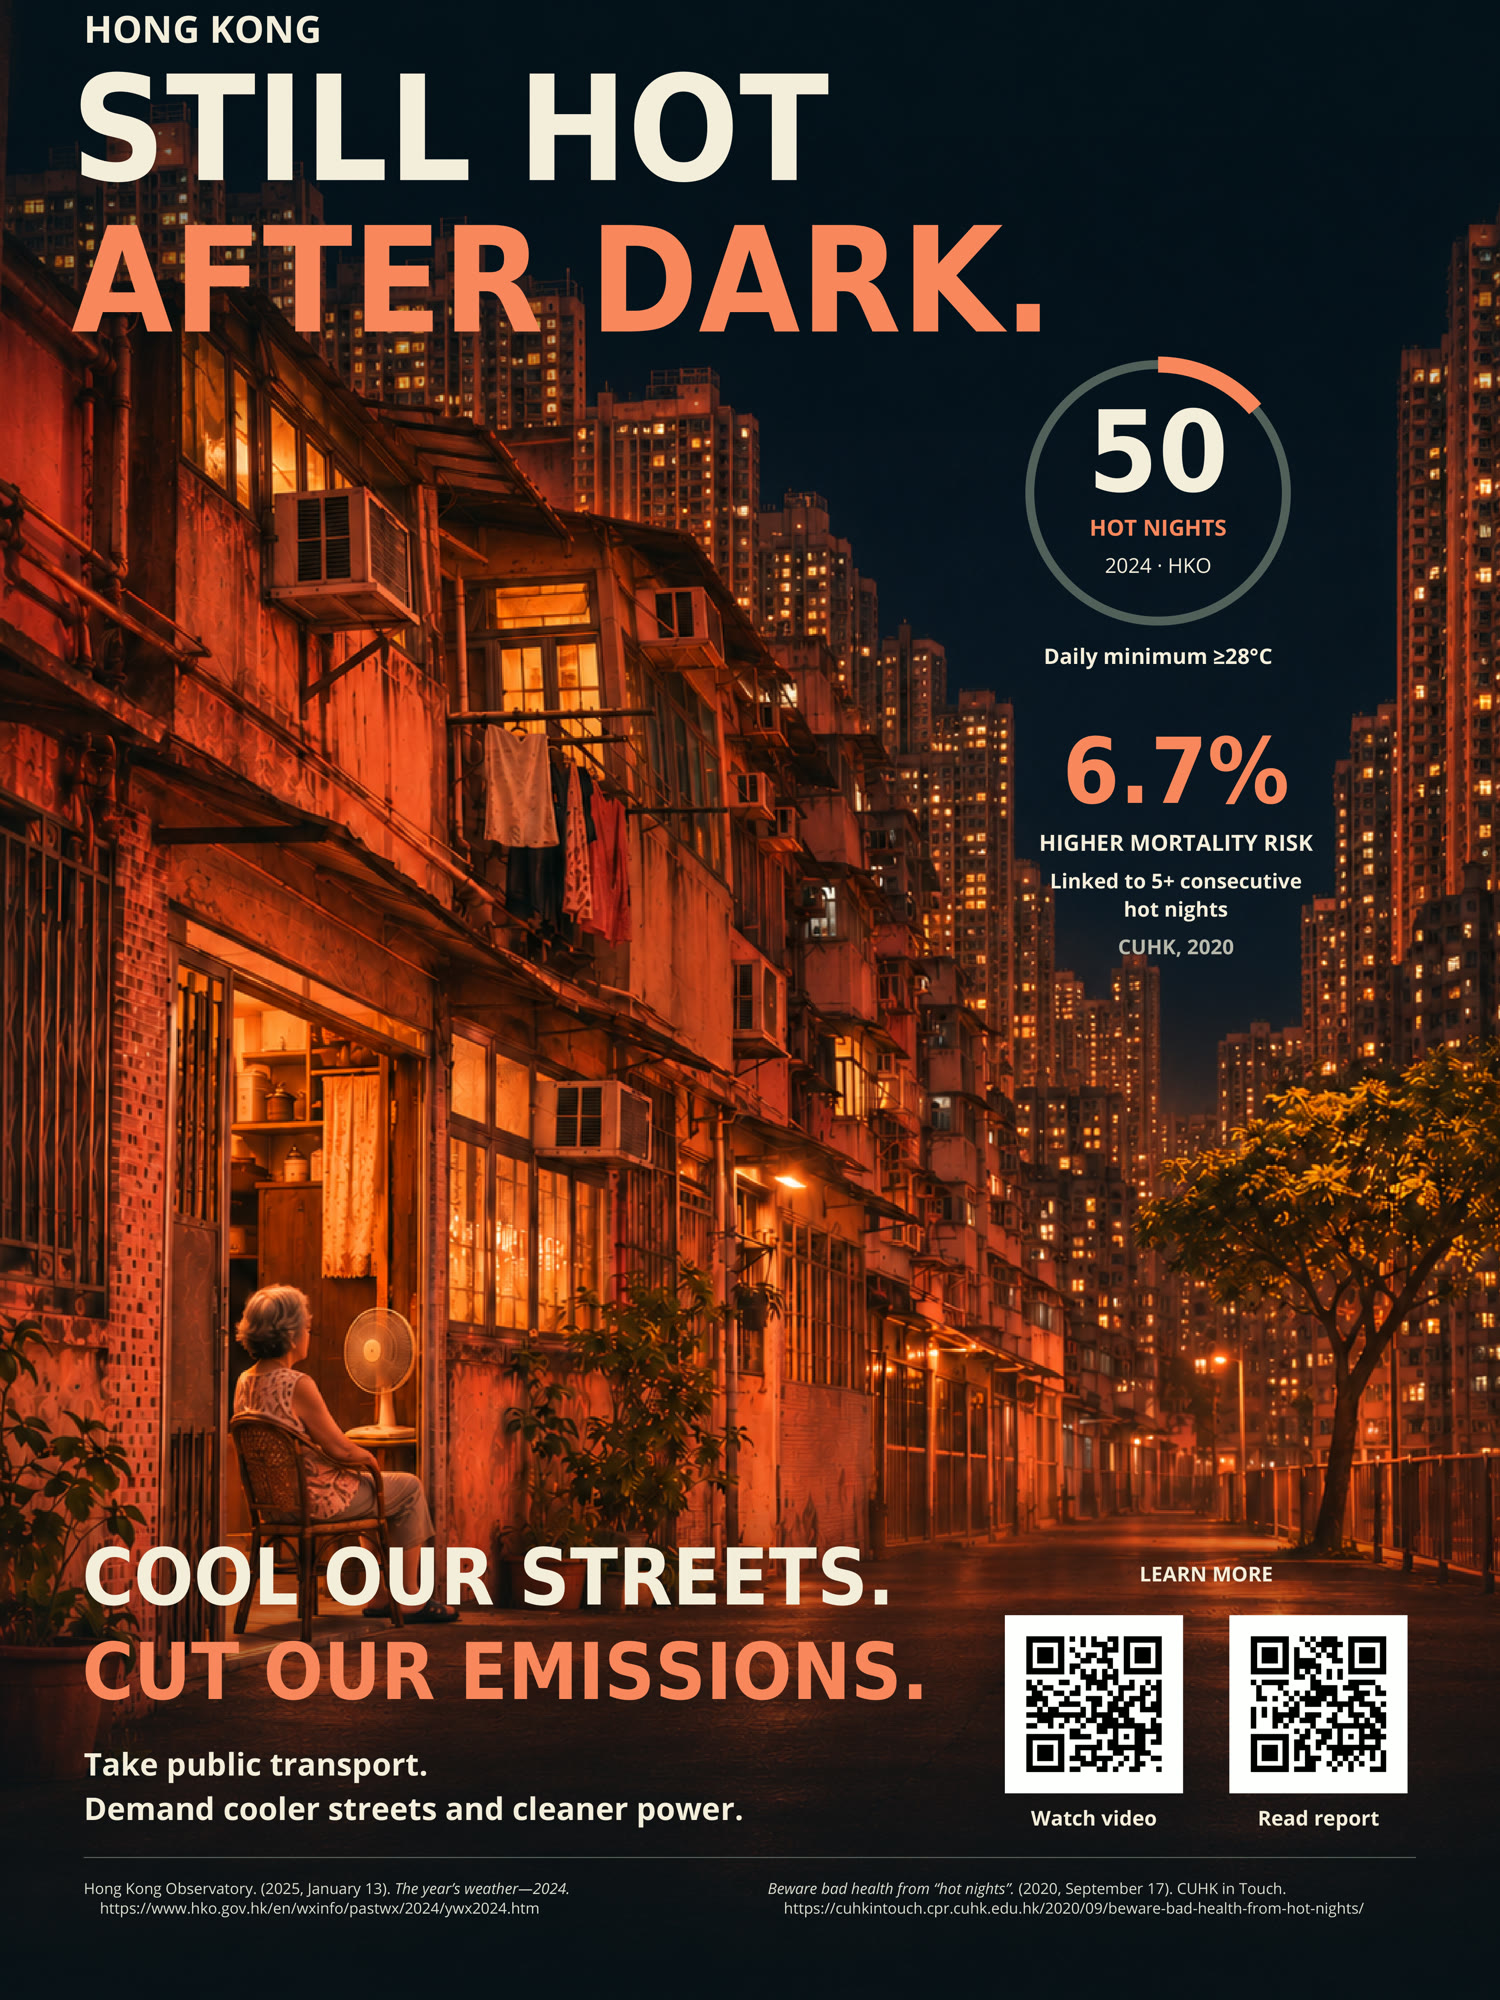 HONG KONG
STILL HOT
AFTER DARK.
50
HOT NIGHTS
2024 · HKO
Daily minimum ≥28°C
6.7%
HIGHER MORTALITY RISK
Linked to 5+ consecutive
hot nights
CUHK, 2020
COOL OUR STREETS.
CUT OUR EMISSIONS.
Take public transport.
Demand cooler streets and cleaner power.
LEARN MORE
Watch video
Read report
Hong Kong Observatory. (2025, January 13). The year’s weather—2024.
https://www.hko.gov.hk/en/wxinfo/pastwx/2024/ywx2024.htm
Beware bad health from “hot nights”. (2020, September 17). CUHK in Touch.
https://cuhkintouch.cpr.cuhk.edu.hk/2020/09/beware-bad-health-from-hot-nights/